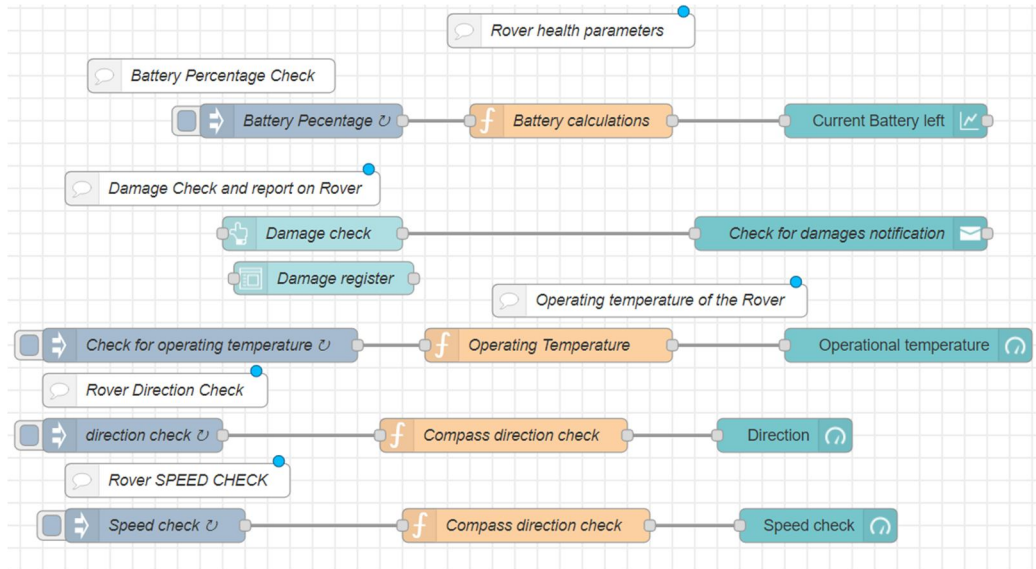 Rover health parameters
Battery Percentage Check
Battery Pecentage ↻
Battery calculations
Current Battery left
Damage Check and report on Rover
Damage check
Check for damages notification
Damage register
Operating temperature of the Rover
Check for operating temperature ↻
Operating Temperature
Operational temperature
Rover Direction Check
direction check ↻
Compass direction check
Direction
Rover SPEED CHECK
Speed check ↻
Compass direction check
Speed check